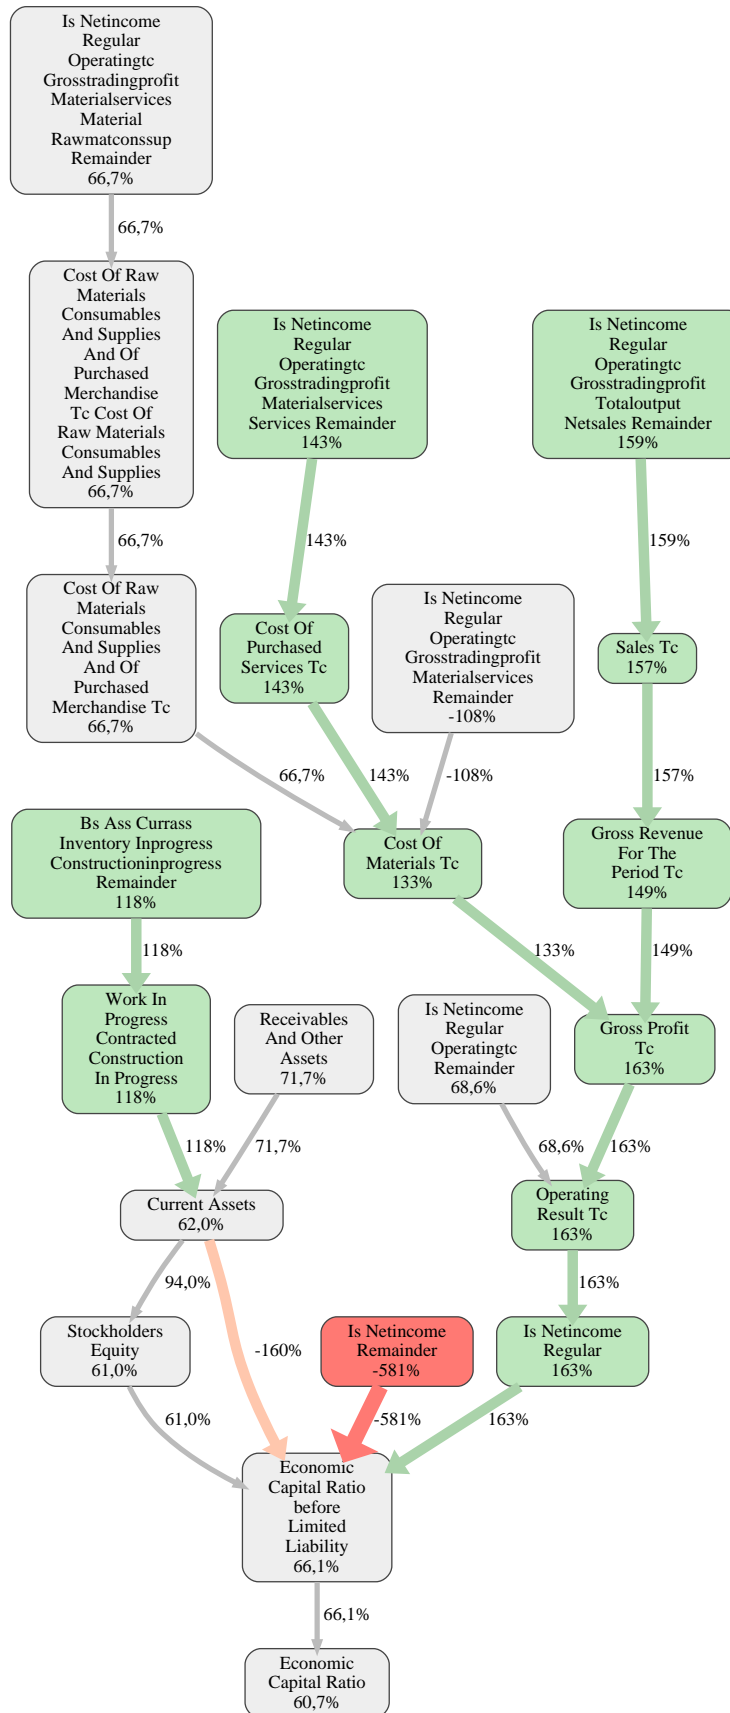 Is Netincome
Regular
Operatingtc
Grosstradingprofit
Materialservices
Material
Rawmatconssup
Remainder
66,7%
66,7%
Cost Of Raw
Materials
Consumables
And Supplies
And Of
Purchased
Merchandise
Tc Cost Of
Raw Materials
Consumables
And Supplies
66,7%
Is Netincome
Regular
Operatingtc
Grosstradingprofit
Materialservices
Services Remainder
143%
Is Netincome
Regular
Operatingtc
Grosstradingprofit
Totaloutput
Netsales Remainder
159%
66,7%
143%
159%
Cost Of Raw
Materials
Consumables
And Supplies
And Of
Purchased
Merchandise Tc
66,7%
Cost Of
Purchased
Services Tc
143%
Is Netincome
Regular
Operatingtc
Grosstradingprofit
Materialservices
Remainder
-108%
Sales Tc
157%
66,7%
143%
-108%
157%
Bs Ass Currass
Inventory Inprogress
Constructioninprogress
Remainder
118%
Cost Of
Materials Tc
133%
Gross Revenue
For The
Period Tc
149%
118%
133%
149%
Work In
Progress
Contracted
Construction
In Progress
118%
Receivables
And Other
Assets
71,7%
Is Netincome
Regular
Operatingtc
Remainder
68,6%
Gross Profit
Tc
163%
118%
71,7%
68,6%
163%
Current Assets
62,0%
Operating
Result Tc
163%
94,0%
-160%
163%
Stockholders
Equity
61,0%
Is Netincome
Remainder
-581%
Is Netincome
Regular
163%
61,0%
-581%
163%
Economic
Capital Ratio
before
Limited
Liability
66,1%
66,1%
Economic
Capital Ratio
60,7%